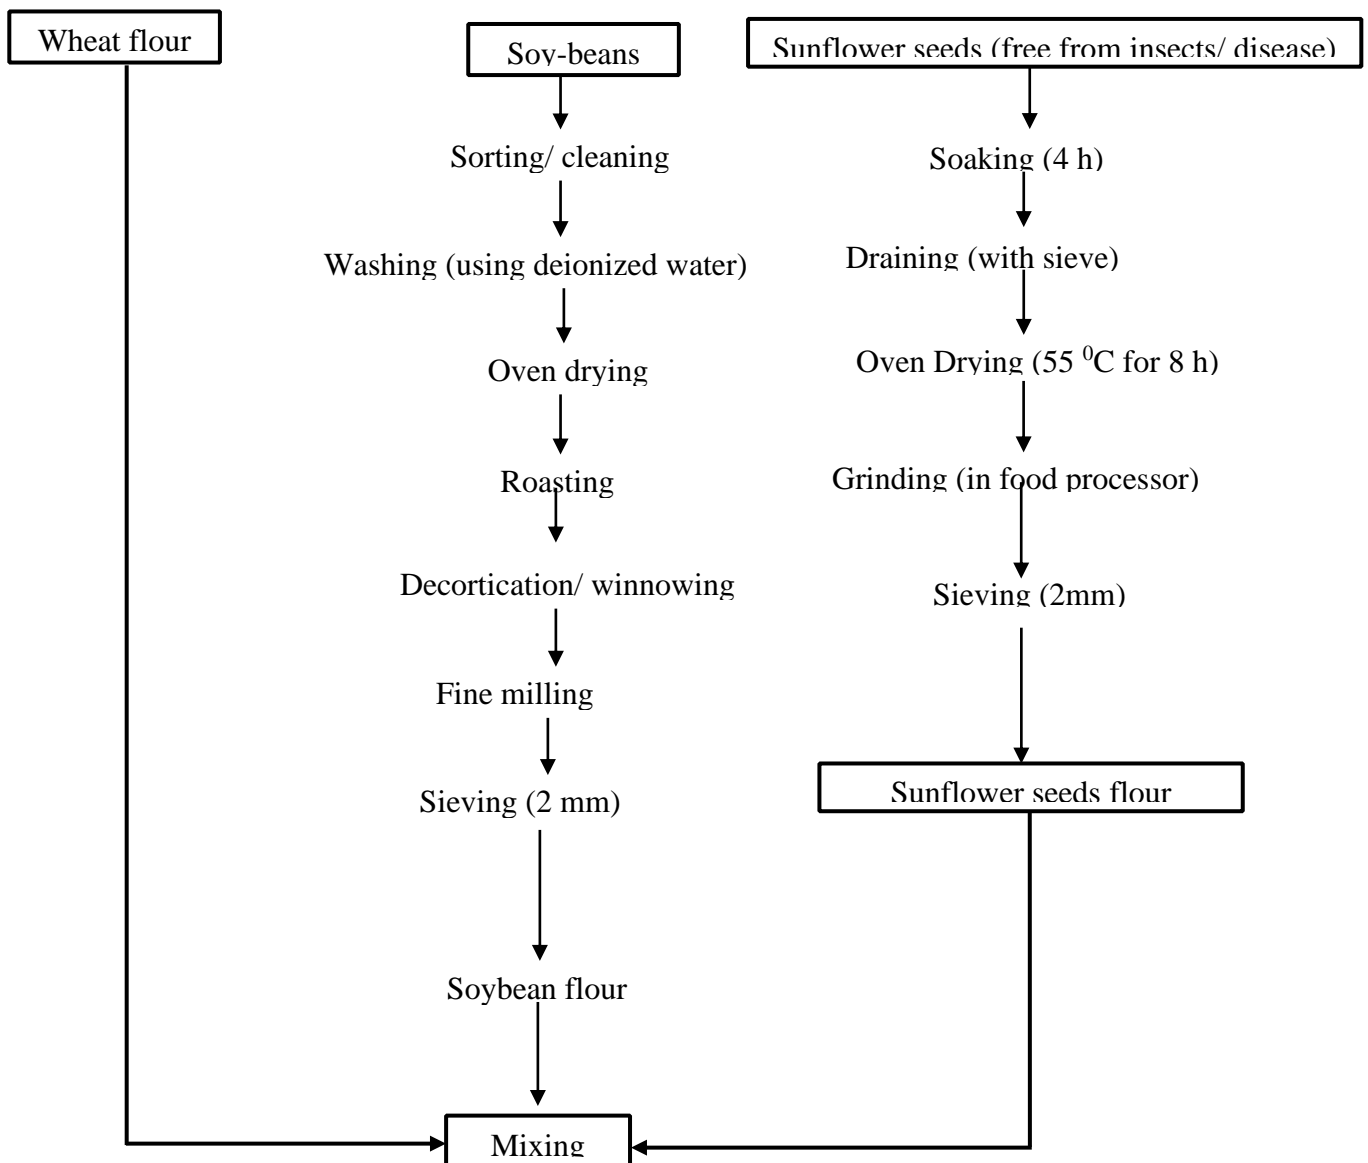 Wheat flour
Soy-beans
Sorting/ cleaning
Washing (using deionized water)
Oven drying
Roasting
Decortication/ winnowing
Fine milling
Sieving (2 mm)
Soybean flour
Sunflower seeds (free from insects/ disease)
Soaking (4 h)
Draining (with sieve)
Oven Drying (55 ⁰C for 8 h)
Grinding (in food processor)
Sieving (2mm)
Sunflower seeds flour
Mixing